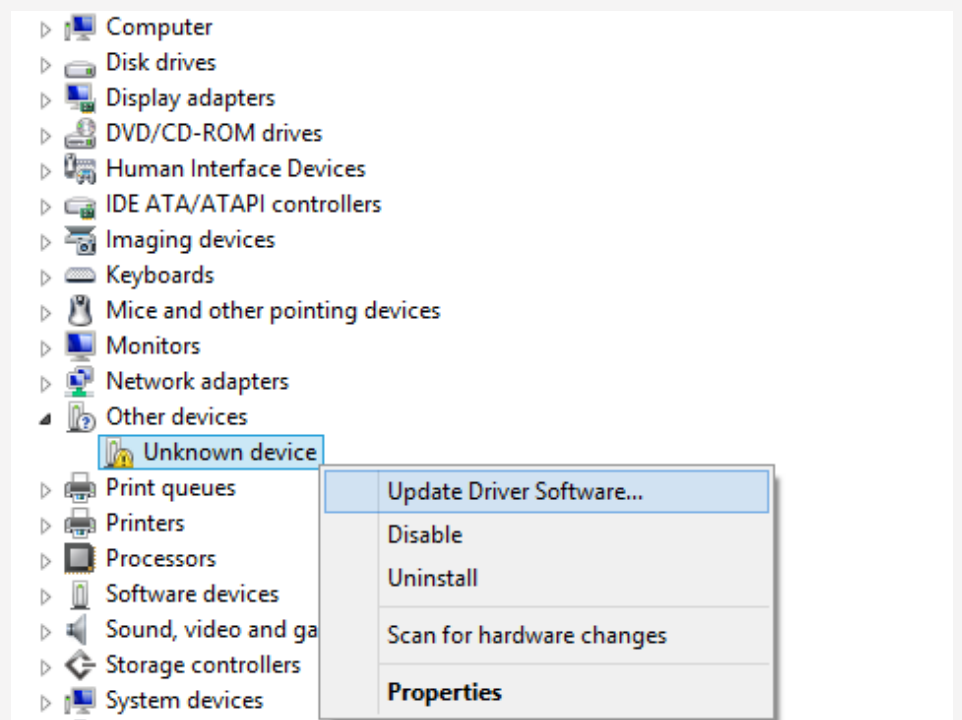 Computer
Disk drives
Display adapters
DVD/CD-ROM drives
Human Interface Devices
IDE ATA/ATAPI controllers
Imaging devices
Keyboards
Mice and other pointing devices
Monitors
Network adapters
Other devices
Unknown device
Print queues
Printers
Processors
Software devices
Sound, video and ga
Storage controllers
System devices
Update Driver Software...
Disable
Uninstall
Scan for hardware changes
Properties